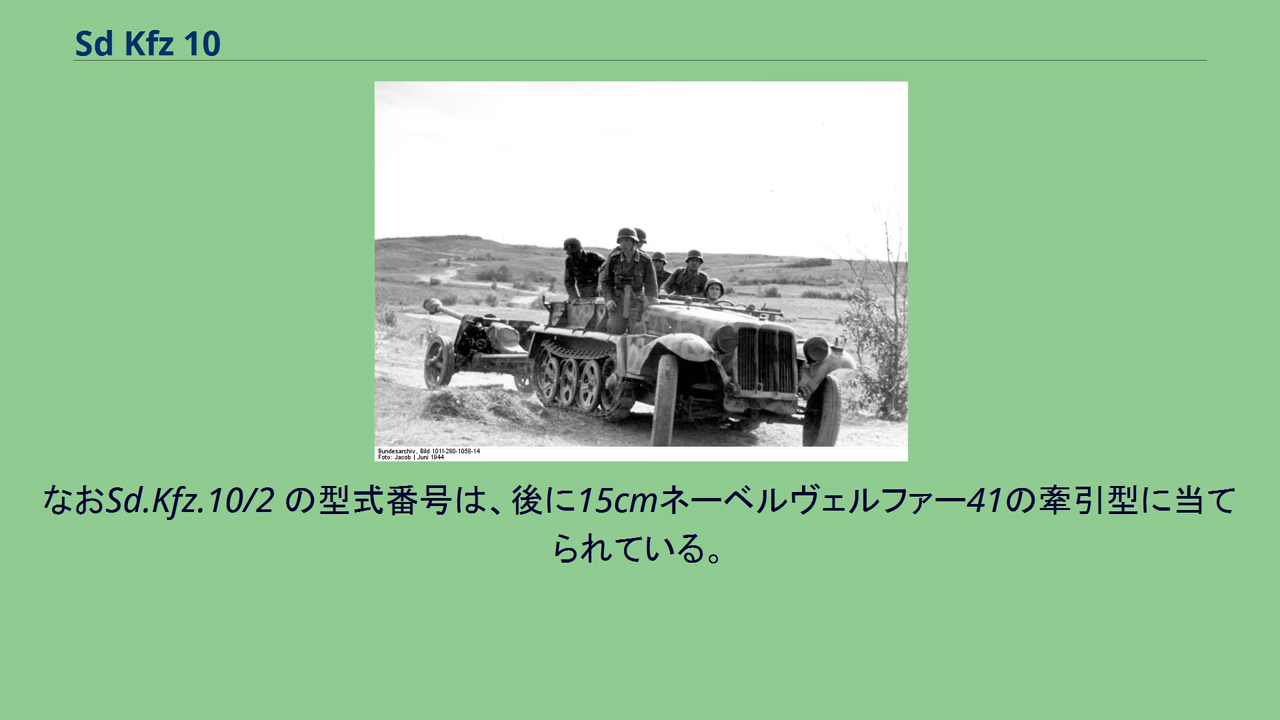 Sd Kfz 10
Bundesarchiv, Bild 101I-280-1058-14
Foto: Jacob | Juni 1944
なおSd.Kfz.10/2 の型式番号は、後に15cmネーベルヴェルファー41の牽引型に当て
られている。